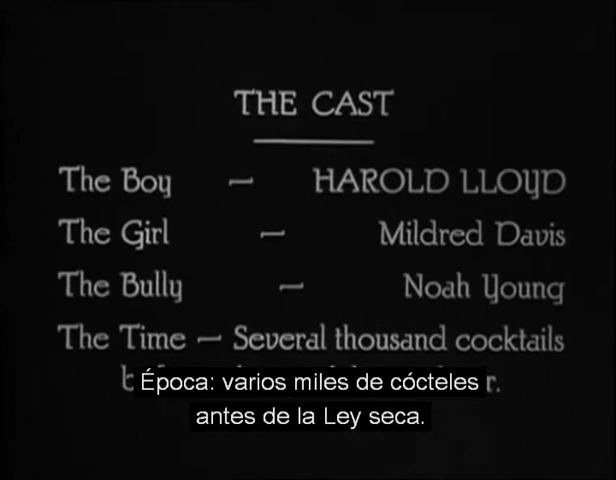 THE CAST
The Boy — HAROLD LLOYD
The Girl — Mildred Davis
The Bully — Noah Young
The Time — Several thousand cocktails
Época: varios miles de cócteles
antes de la Ley seca.